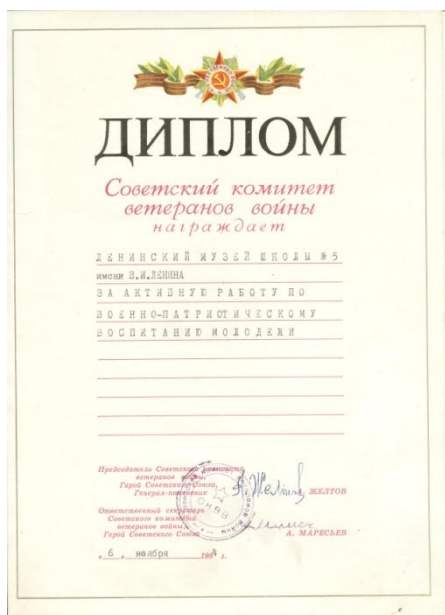 ДИПЛОМ
Советский комитет
ветеранов войны
награждает
ЛЕНИНСКИЙ МУЗЕЙ ШКОЛЫ №5
имени В.И.ЛЕНИНА
ЗА АКТИВНУЮ РАБОТУ ПО
ВОЕННО-ПАТРИОТИЧЕСКОМУ
ВОСПИТАНИЮ МОЛОДЕЖИ
Председатель Советского комитета
ветеранов войны,
Герой Советского Союза,
Генерал-полковник А. ЖЕЛТОВ
Ответственный секретарь
Советского комитета
ветеранов войны,
Герой Советского Союза А. МАРЕСЬЕВ
СКВВ
„ 6 „ ноября 1984 г.